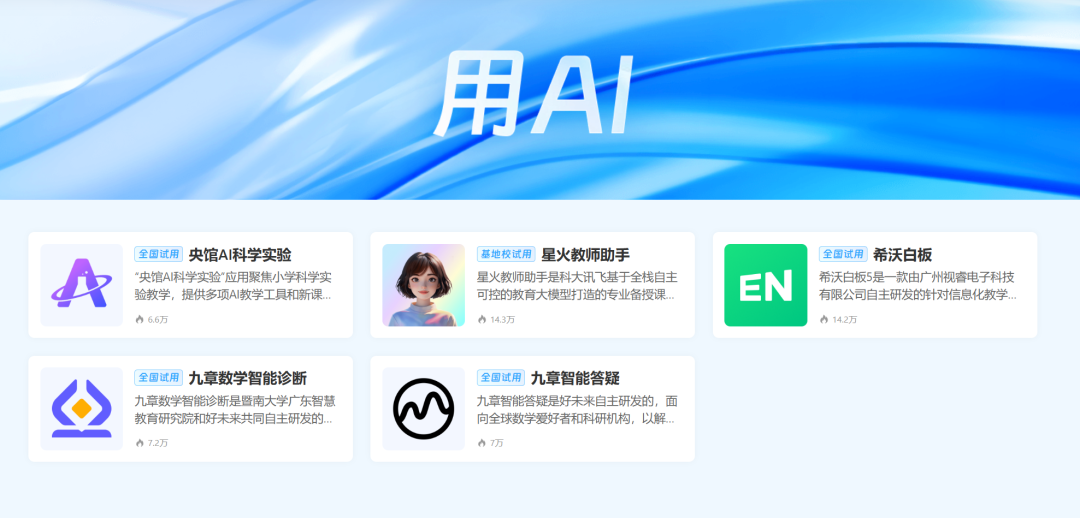 用AI
全国试用 央馆AI科学实验
“央馆AI科学实验”应用聚焦小学科学实
验教学，提供多项AI教学工具和新课...
6.6万
基地校试用 星火教师助手
星火教师助手是科大讯飞基于全栈自主
可控的教育大模型打造的专业备授课...
14.3万
EN
全国试用 希沃白板
希沃白板5是一款由广州视睿电子科技
有限公司自主研发的针对信息化教学...
14.2万
全国试用 九章数学智能诊断
九章数学智能诊断是暨南大学广东智慧
教育研究院和好未来共同自主研发的...
7.2万
全国试用 九章智能答疑
九章智能答疑是好未来自主研发的，面
向全球数学爱好者和科研机构，以解...
7万